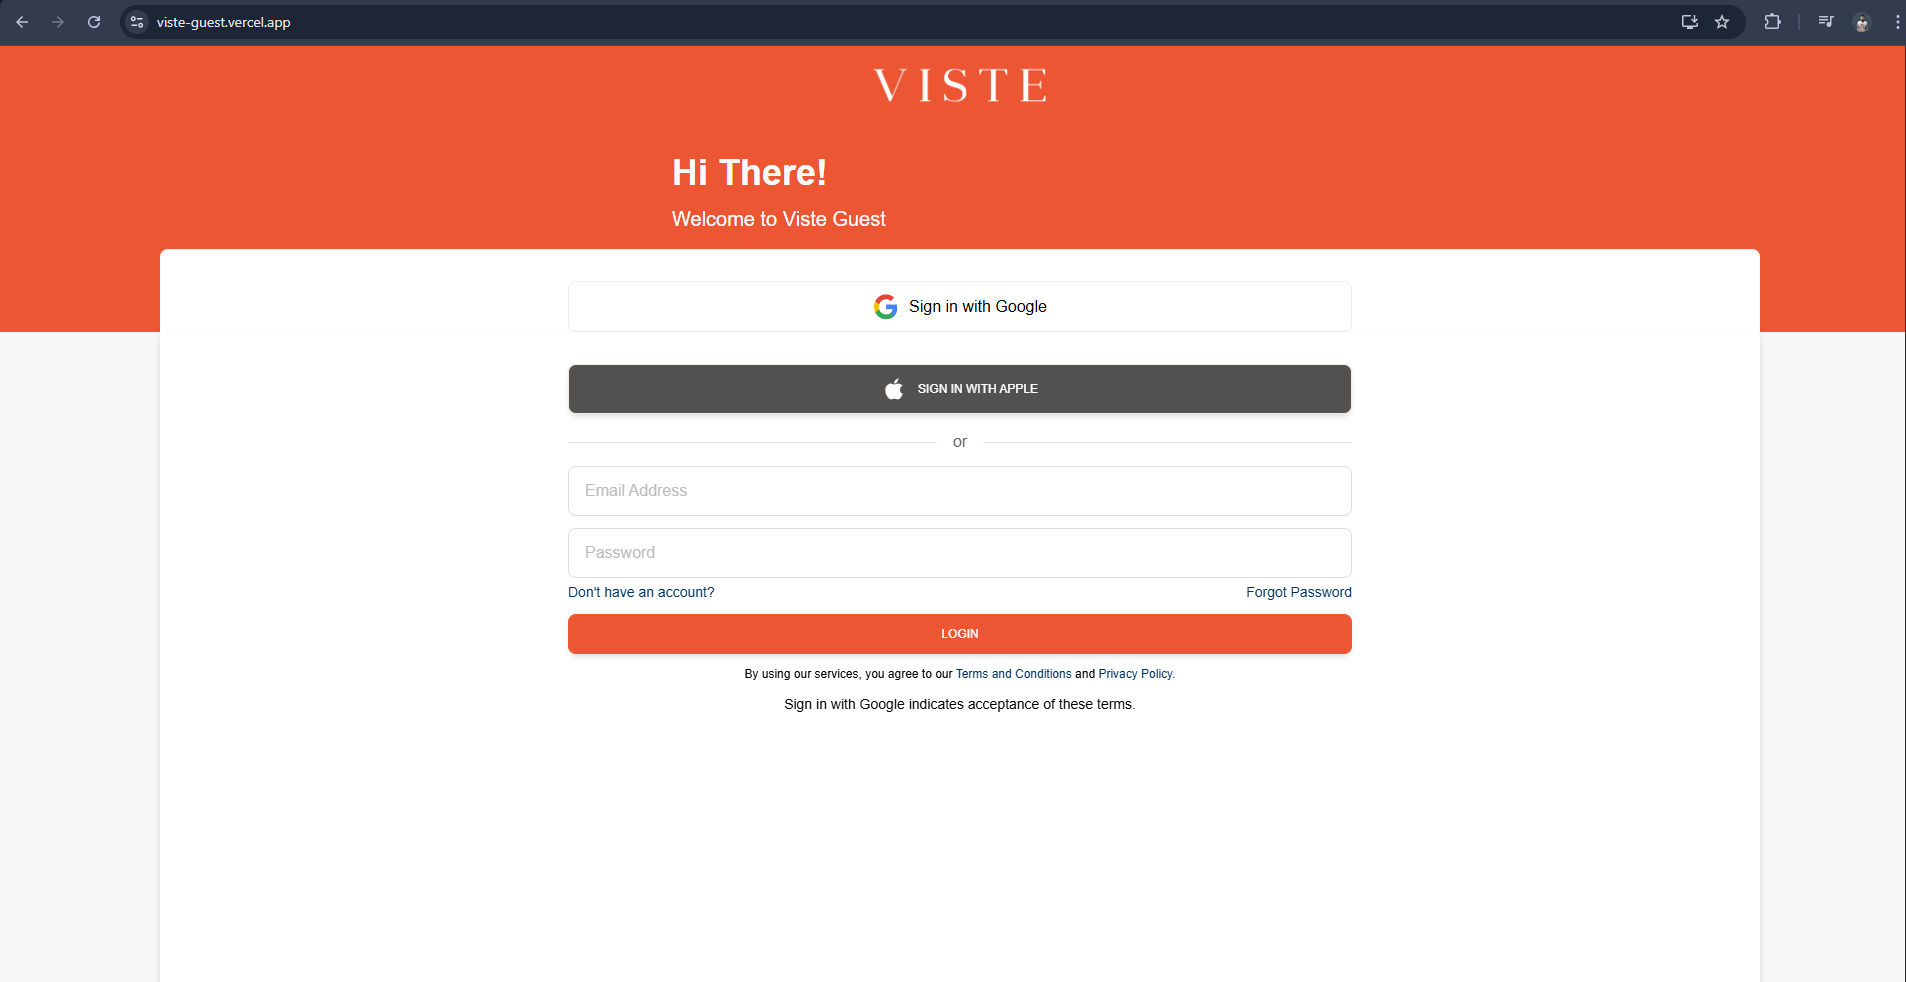 viste-guest.vercel.app
VISTE
Hi There!
Welcome to Viste Guest
Sign in with Google
SIGN IN WITH APPLE
or
Email Address
Password
Don't have an account?
Forgot Password
LOGIN
By using our services, you agree to our Terms and Conditions and Privacy Policy.
Sign in with Google indicates acceptance of these terms.